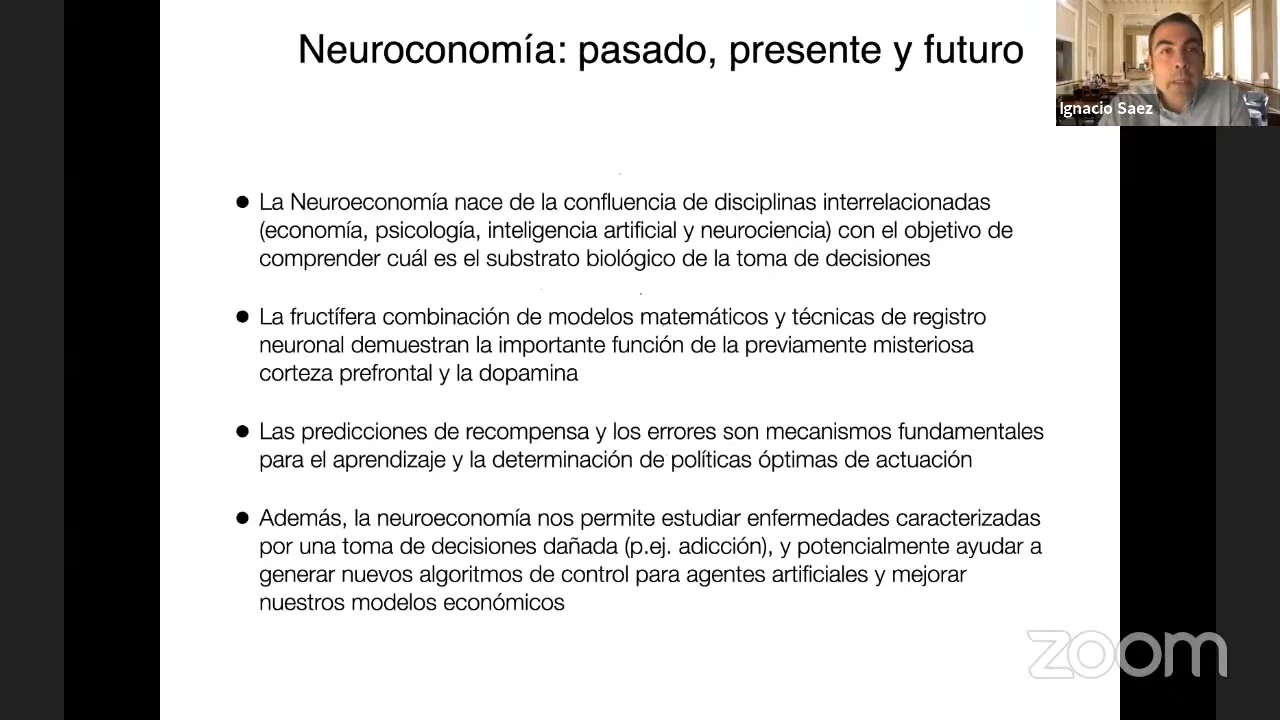 Neuroconomía: pasado, presente y futuro
Ignacio Saez
● La Neuroeconomía nace de la confluencia de disciplinas interrelacionadas
(economía, psicología, inteligencia artificial y neurociencia) con el objetivo de
comprender cuál es el substrato biológico de la toma de decisiones
● La fructífera combinación de modelos matemáticos y técnicas de registro
neuronal demuestran la importante función de la previamente misteriosa
corteza prefrontal y la dopamina
● Las predicciones de recompensa y los errores son mecanismos fundamentales
para el aprendizaje y la determinación de políticas óptimas de actuación
● Además, la neuroeconomía nos permite estudiar enfermedades caracterizadas
por una toma de decisiones dañada (p.ej. adicción), y potencialmente ayudar a
generar nuevos algoritmos de control para agentes artificiales y mejorar
nuestros modelos económicos
zoom